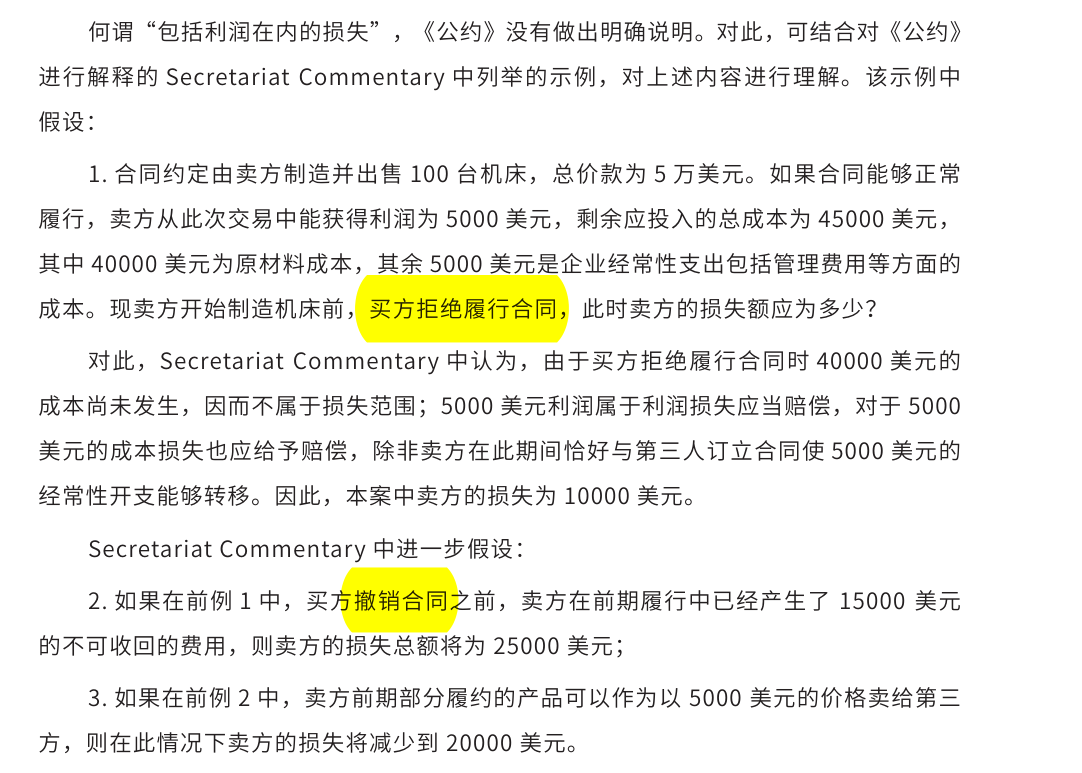 何谓“包括利润在内的损失”，《公约》没有做出明确说明。对此，可结合对《公约》
进行解释的 Secretariat Commentary 中列举的示例，对上述内容进行理解。该示例中
假设：
1. 合同约定由卖方制造并出售 100 台机床，总价款为 5 万美元。如果合同能够正常
履行，卖方从此次交易中能获得利润为 5000 美元，剩余应投入的总成本为 45000 美元，
其中 40000 美元为原材料成本，其余 5000 美元是企业经常性支出包括管理费用等方面的
成本。现卖方开始制造机床前，买方拒绝履行合同，此时卖方的损失额应为多少？
对此，Secretariat Commentary 中认为，由于买方拒绝履行合同时 40000 美元的
成本尚未发生，因而不属于损失范围；5000 美元利润属于利润损失应当赔偿，对于 5000
美元的成本损失也应给予赔偿，除非卖方在此期间恰好与第三人订立合同使 5000 美元的
经常性开支能够转移。因此，本案中卖方的损失为 10000 美元。
Secretariat Commentary 中进一步假设：
2. 如果在前例 1 中，买方撤销合同之前，卖方在前期履行中已经产生了 15000 美元
的不可收回的费用，则卖方的损失总额将为 25000 美元；
3. 如果在前例 2 中，卖方前期部分履约的产品可以作为以 5000 美元的价格卖给第三
方，则在此情况下卖方的损失将减少到 20000 美元。